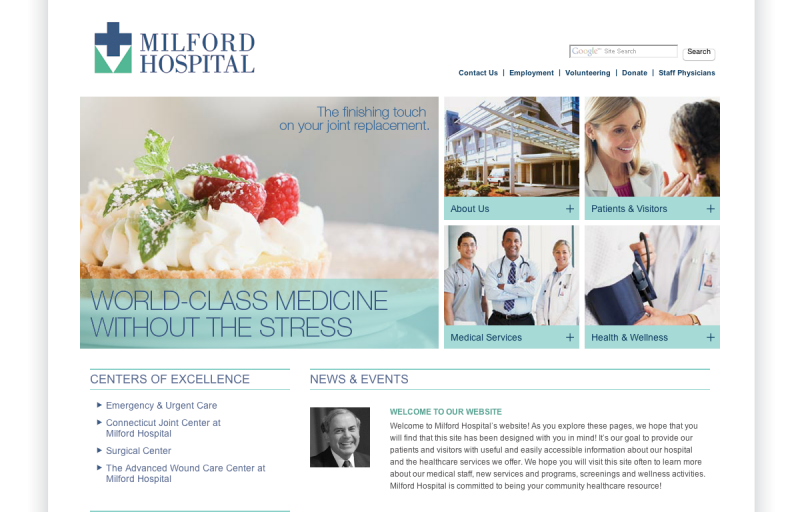 MILFORD
HOSPITAL
Google™ Site Search
Search
Contact Us | Employment | Volunteering | Donate | Staff Physicians
The finishing touch
on your joint replacement.
WORLD-CLASS MEDICINE
WITHOUT THE STRESS
About Us +
Patients & Visitors +
Medical Services +
Health & Wellness +
CENTERS OF EXCELLENCE
Emergency & Urgent Care
Connecticut Joint Center at
Milford Hospital
Surgical Center
The Advanced Wound Care Center at
Milford Hospital
NEWS & EVENTS
WELCOME TO OUR WEBSITE
Welcome to Milford Hospital's website! As you explore these pages, we hope that you
will find that this site has been designed with you in mind! It's our goal to provide our
patients and visitors with useful and easily accessible information about our hospital
and the healthcare services we offer. We hope you will visit this site often to learn more
about our medical staff, new services and programs, screenings and wellness activities.
Milford Hospital is committed to being your community healthcare resource!